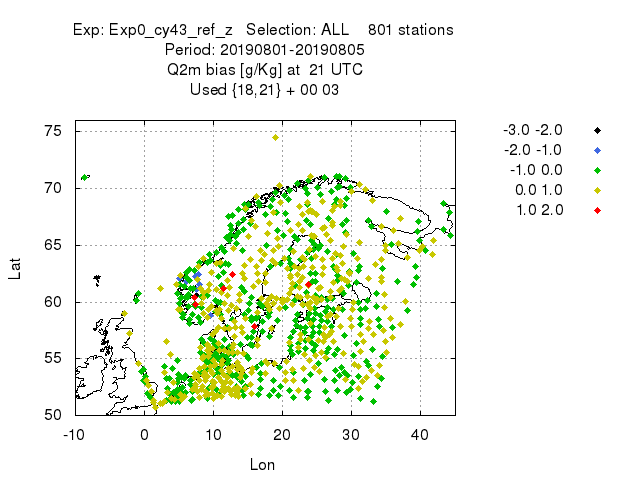 Exp: Exp0_cy43_ref_z   Selection: ALL    801 stations
Period: 20190801-20190805
Q2m bias [g/Kg] at  21 UTC
Used {18,21} + 00 03
-3.0 -2.0
-2.0 -1.0
-1.0 0.0
0.0 1.0
1.0 2.0
75
70
65
60
55
50
Lat
-10 0 10 20 30 40
Lon